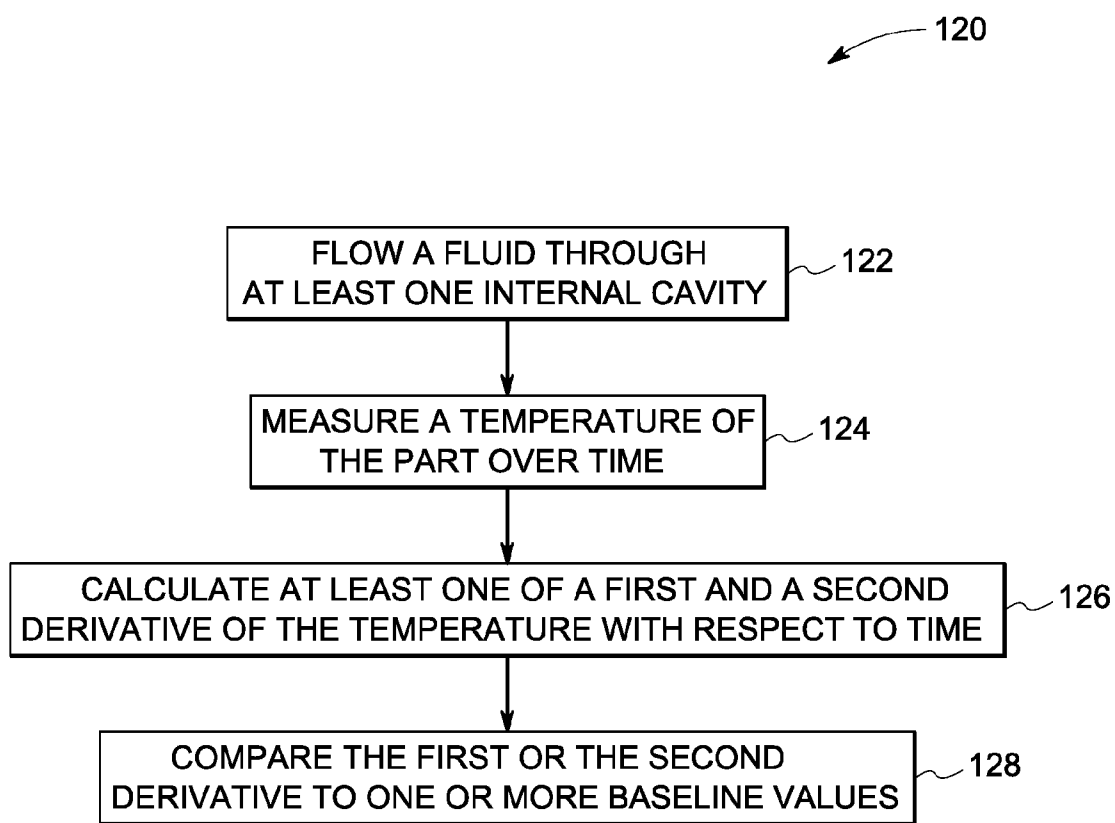 120
FLOW A FLUID THROUGH
AT LEAST ONE INTERNAL CAVITY
122
MEASURE A TEMPERATURE OF
THE PART OVER TIME
124
CALCULATE AT LEAST ONE OF A FIRST AND A SECOND
DERIVATIVE OF THE TEMPERATURE WITH RESPECT TO TIME
126
COMPARE THE FIRST OR THE SECOND
DERIVATIVE TO ONE OR MORE BASELINE VALUES
128